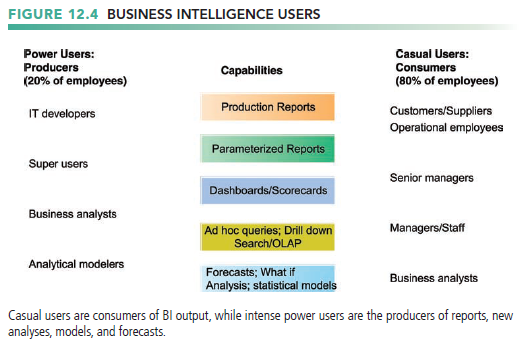 FIGURE 12.4 BUSINESS INTELLIGENCE USERS
Power Users:
Producers
(20% of employees)
IT developers
Super users
Business analysts
Analytical modelers
Capabilities
Production Reports
Parameterized Reports
Dashboards/Scorecards
Ad hoc queries; Drill down
Search/OLAP
Forecasts; What if
Analysis; statistical models
Casual Users:
Consumers
(80% of employees)
Customers/Suppliers
Operational employees
Senior managers
Managers/Staff
Business analysts
Casual users are consumers of BI output, while intense power users are the producers of reports, new
analyses, models, and forecasts.